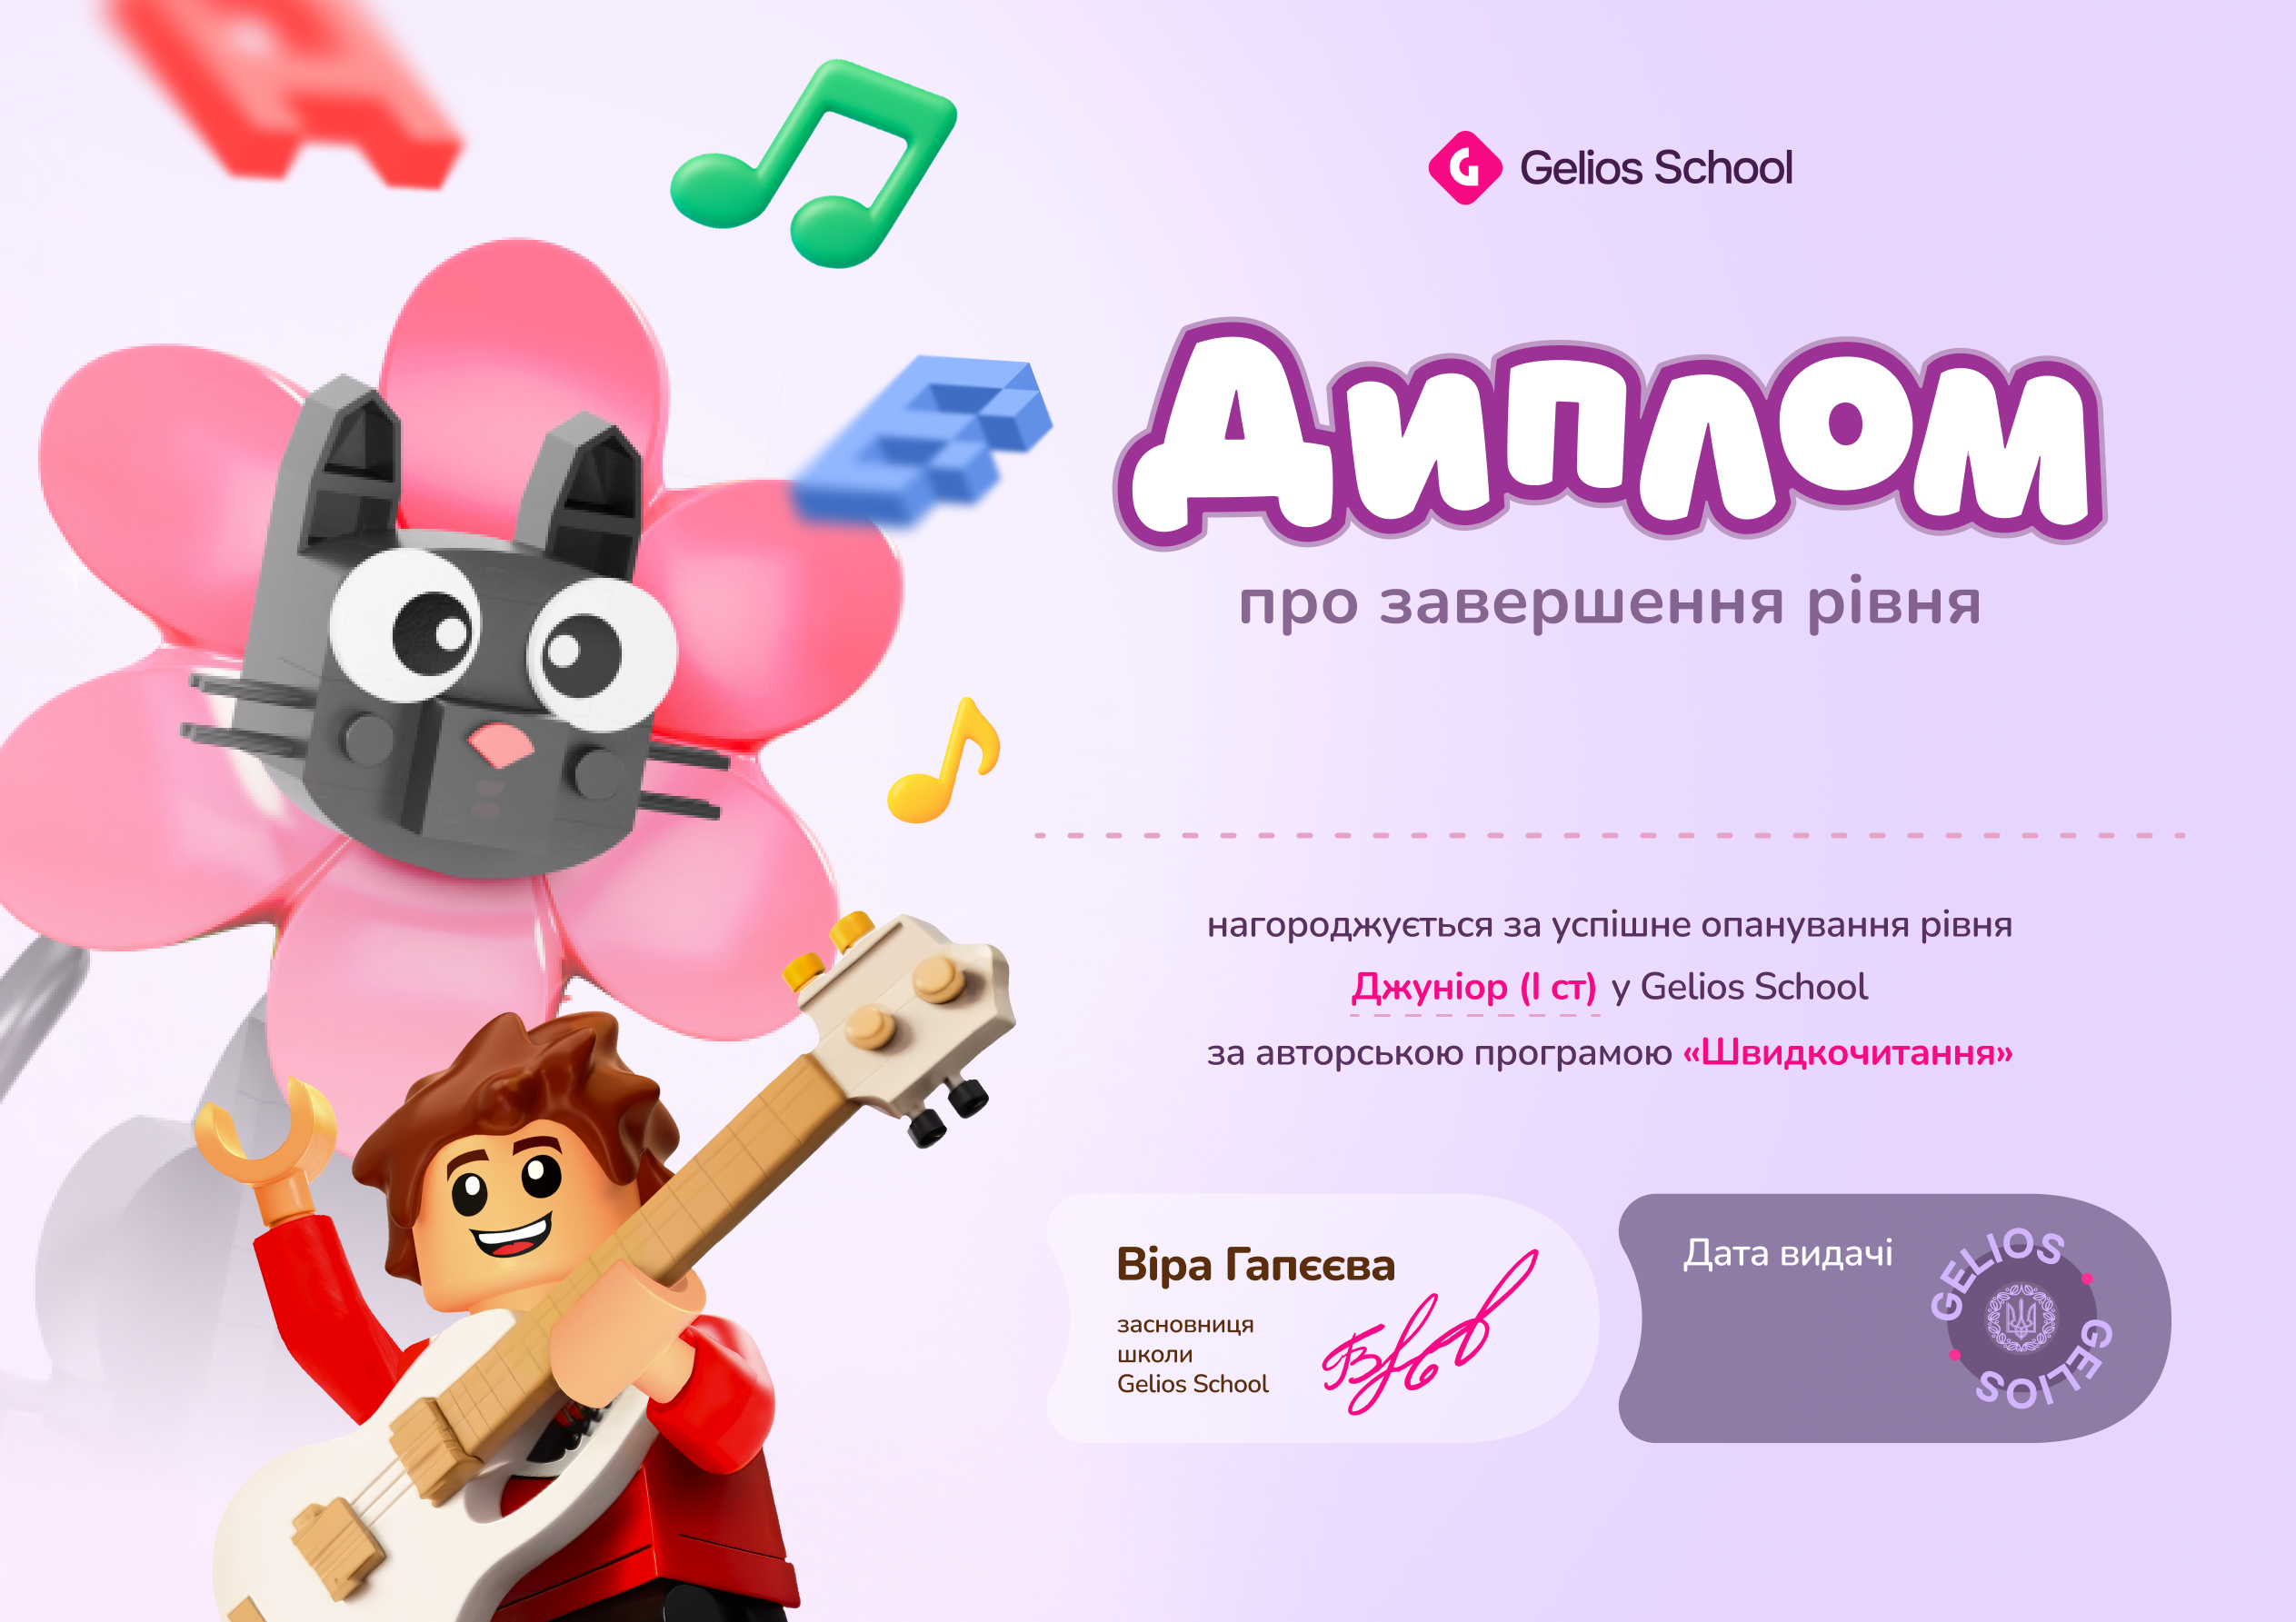 Gelios School
Диплом
про завершення рівня
нагороджується за успішне опанування рівня
Джуніор (І ст) у Gelios School
за авторською програмою «Швидкочитання»
Віра Гапєєва
засновниця
школи
Gelios School
Дата видачі
GELIOS
GELIOS